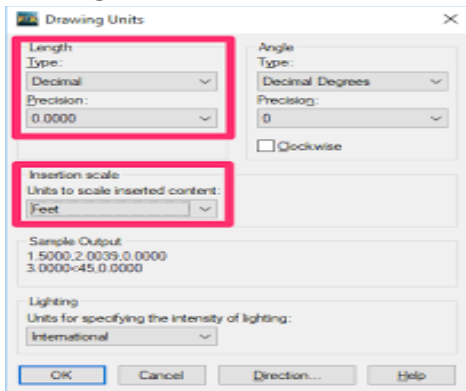 Drawing Units
Length
Type:
Decimal
Precision:
0.0000
Angle
Type:
Decimal Degrees
Precision:
0
Clockwise
Insertion scale
Units to scale inserted content:
Feet
Sample Output
1.5000,2.0039,0.0000
3.0000<45,0.0000
Lighting
Units for specifying the intensity of lighting:
International
OK Cancel Direction... Help